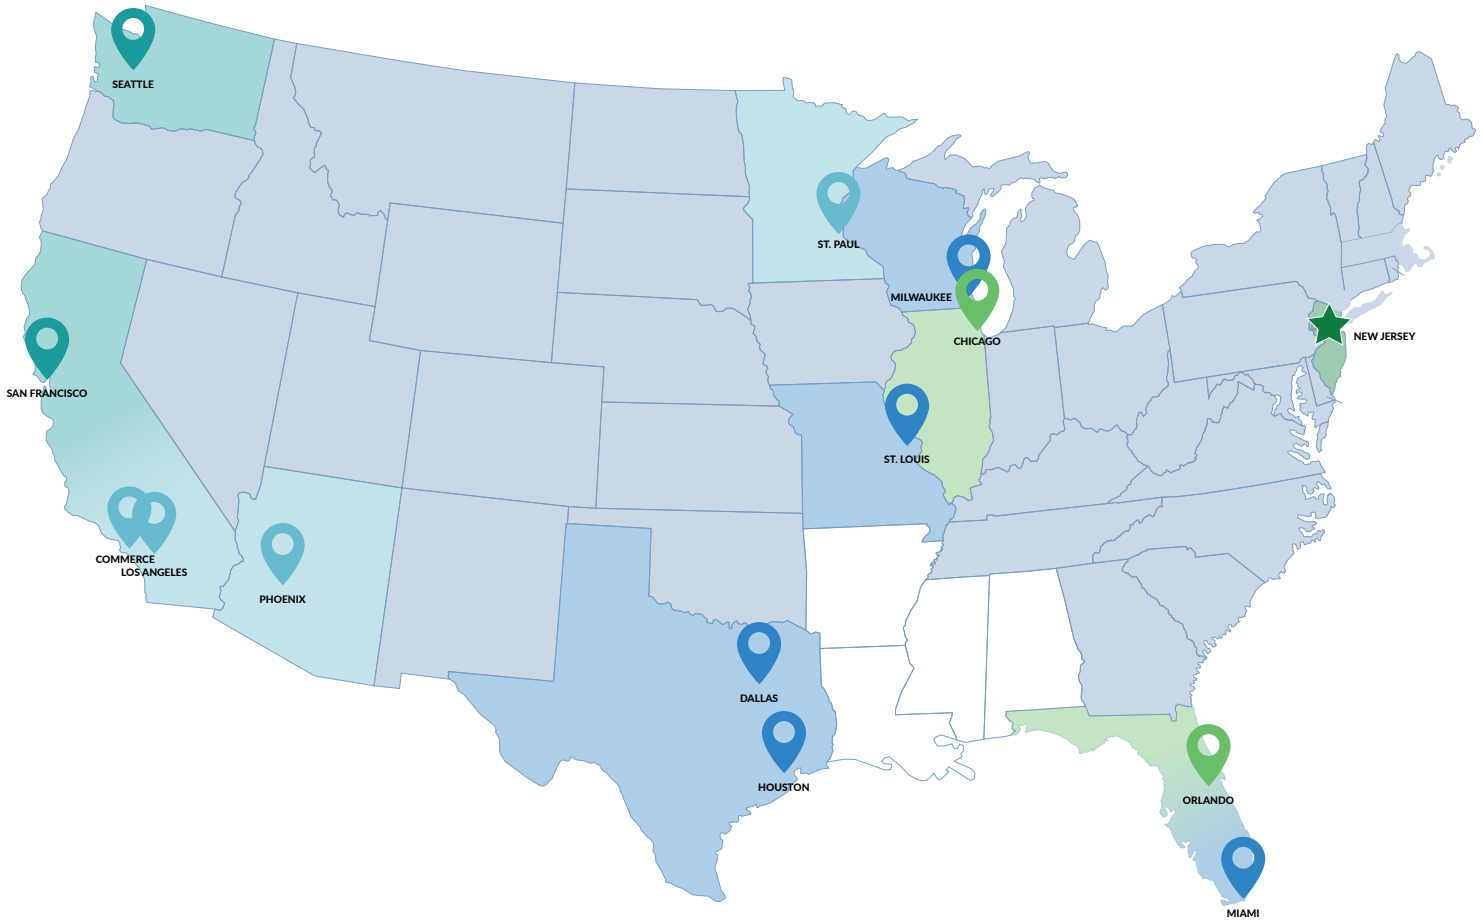 SEATTLE
ST. PAUL
MILWAUKEE
NEW JERSEY
CHICAGO
SAN FRANCISCO
ST. LOUIS
COMMERCE
LOS ANGELES
PHOENIX
DALLAS
HOUSTON
ORLANDO
MIAMI